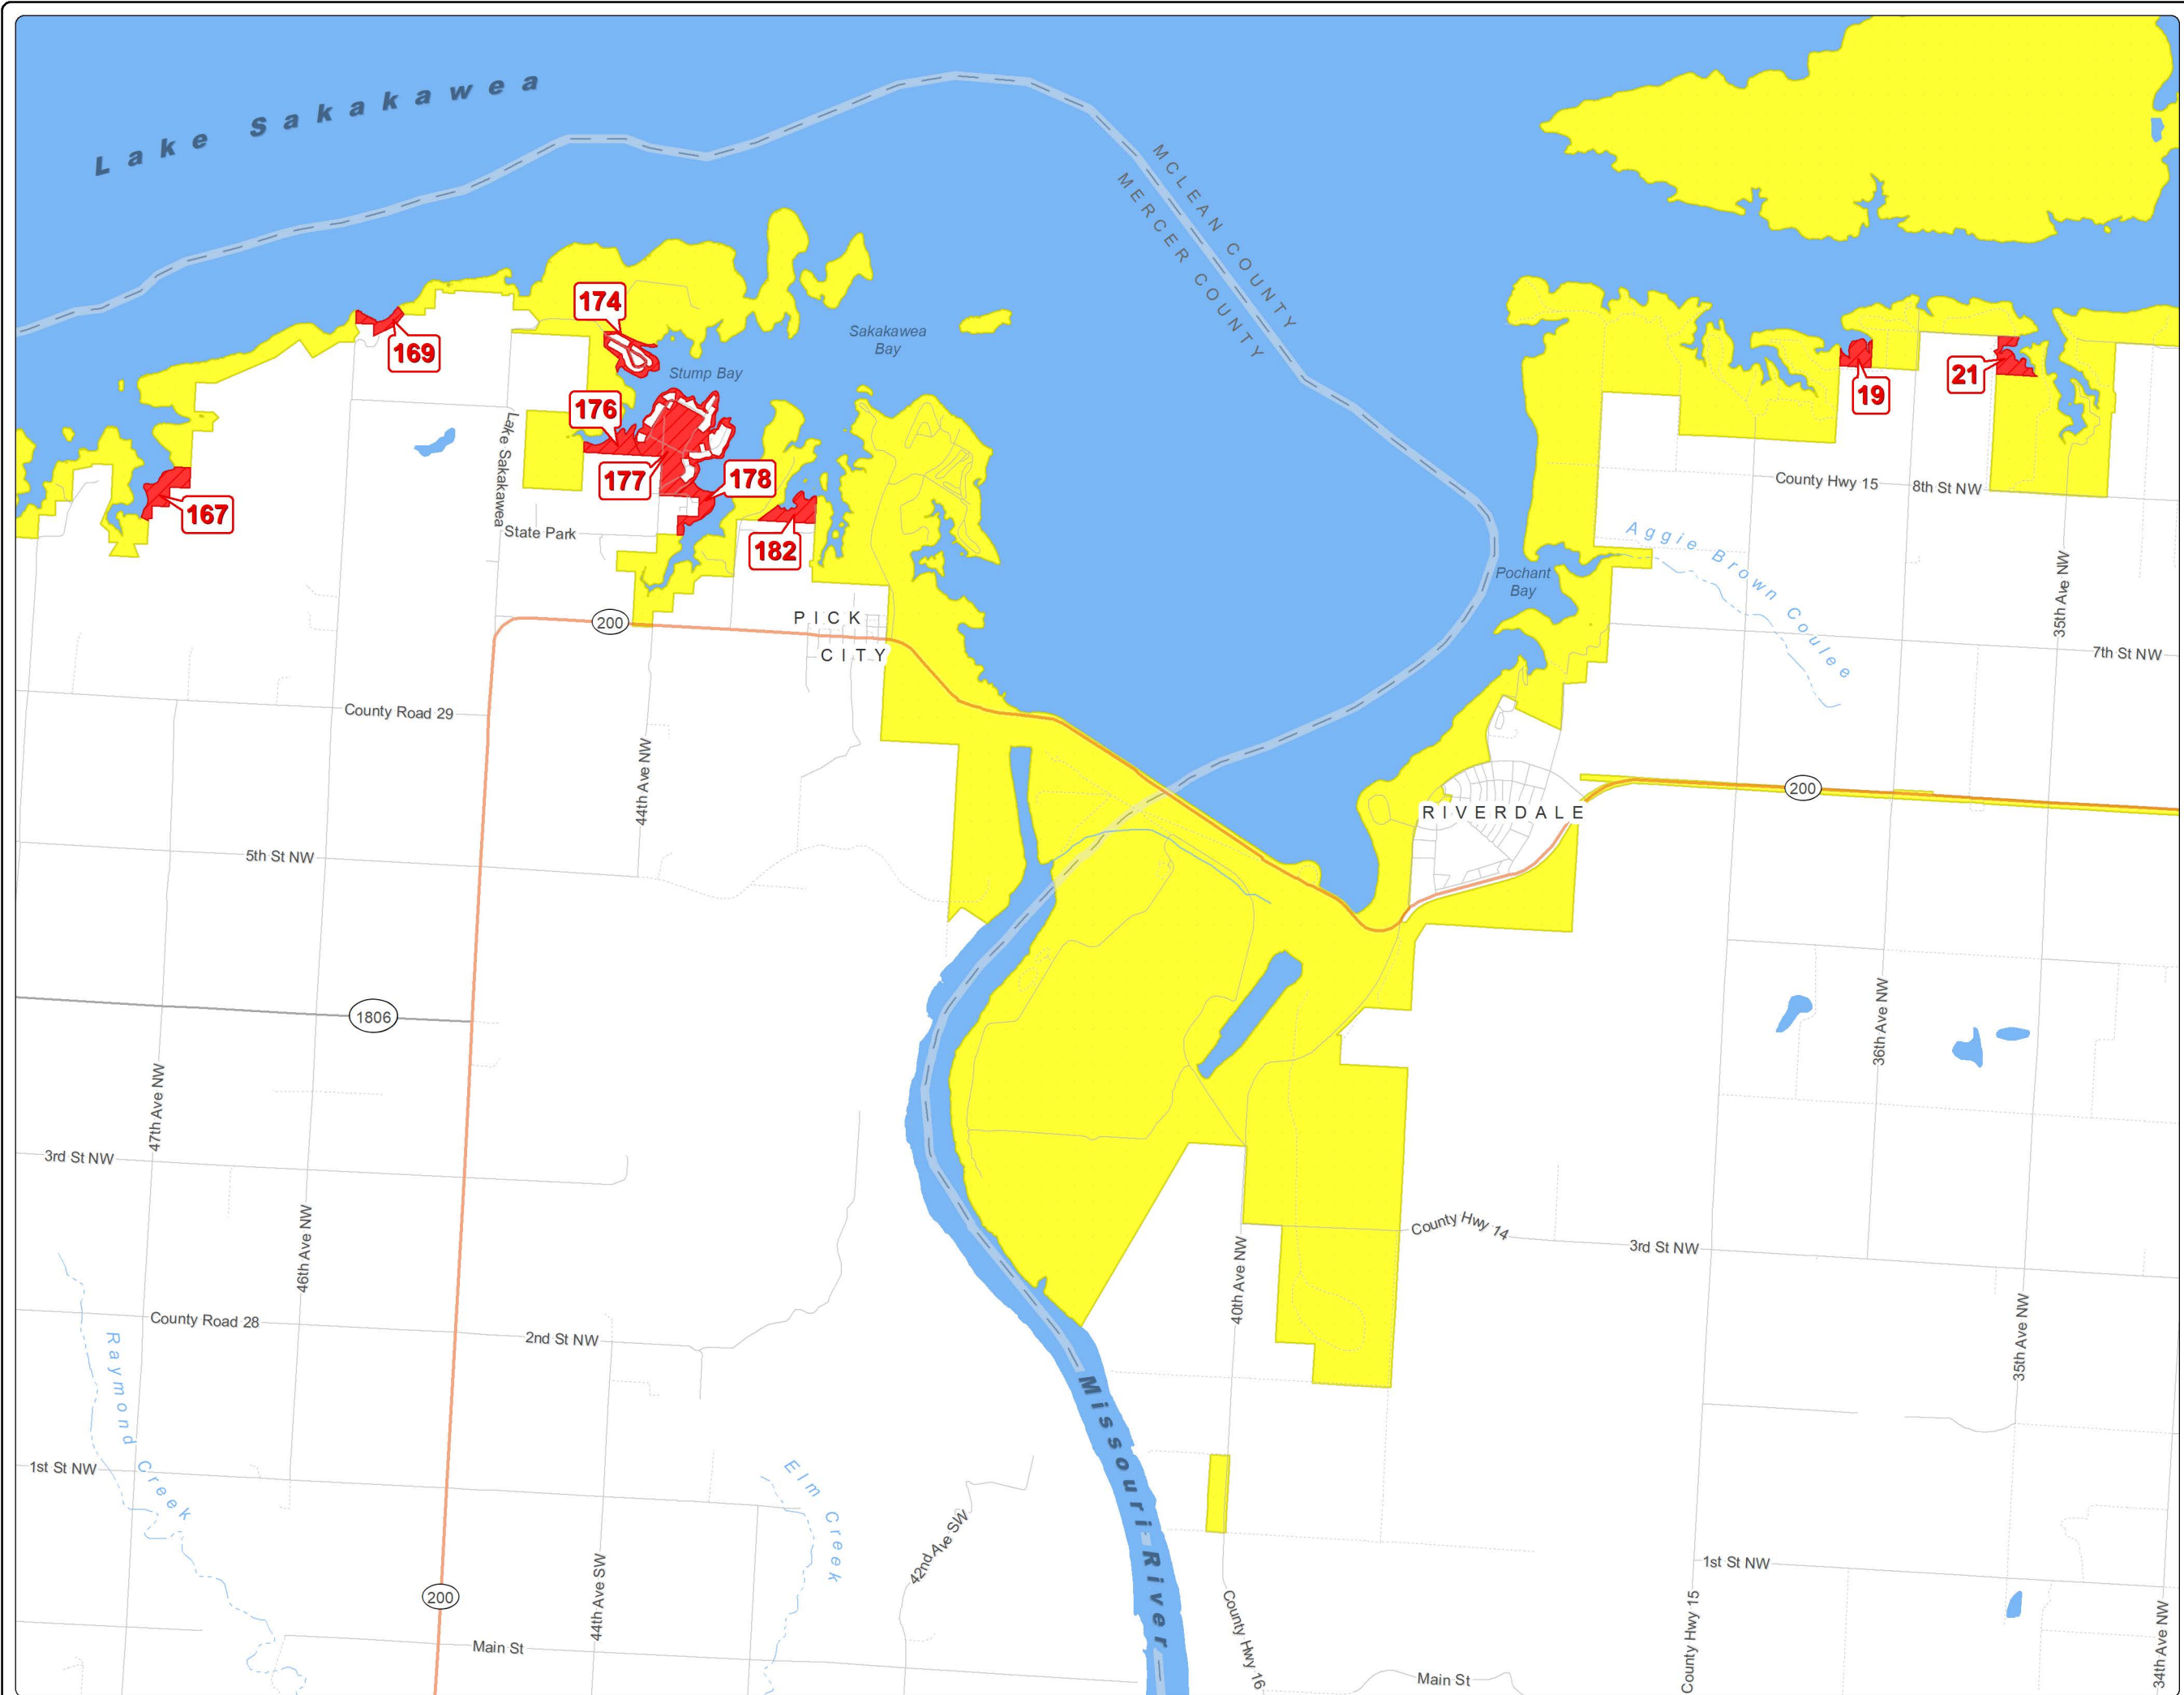 Lake Sakakawea
MCLEAN COUNTY
MERCER COUNTY
174
169
Sakakawea
Bay
Stump Bay
19
21
176
177
178
167
182
Lake Sakakawea
State Park
County Hwy 15
8th St NW
Aggie Brown Coulee
Pochant
Bay
35th Ave NW
7th St NW
200
PICK
CITY
County Road 29
44th Ave NW
200
RIVERDALE
5th St NW
1806
36th Ave NW
47th Ave NW
3rd St NW
46th Ave NW
County Hwy 14
3rd St NW
40th Ave NW
County Road 28
2nd St NW
35th Ave NW
Raymond Creek
Missouri River
1st St NW
Elm Creek
42nd Ave SW
1st St NW
44th Ave SW
200
County Hwy 16
County Hwy 15
34th Ave NW
Main St
Main St